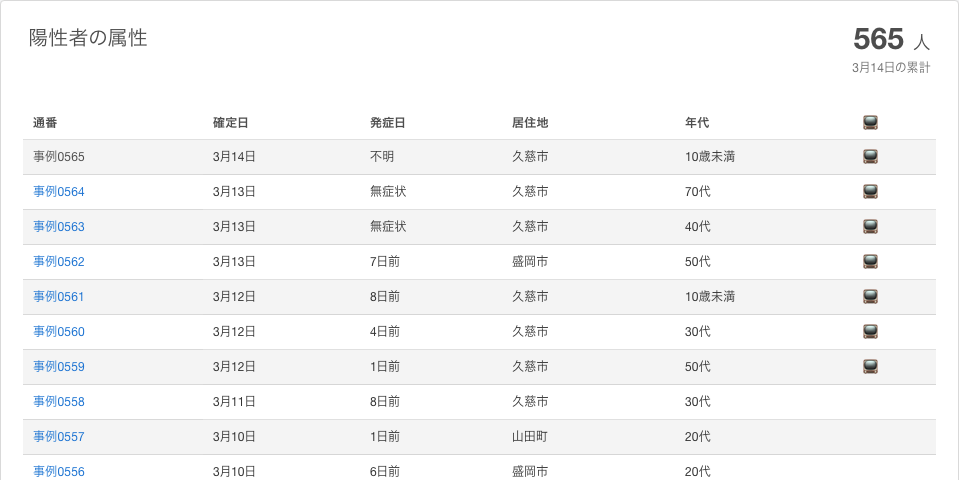 陽性者の属性
565 人
3月14日の累計
通番 確定日 発症日 居住地 年代
事例0565 3月14日 不明 久慈市 10歳未満
事例0564 3月13日 無症状 久慈市 70代
事例0563 3月13日 無症状 久慈市 40代
事例0562 3月13日 7日前 盛岡市 50代
事例0561 3月12日 8日前 久慈市 10歳未満
事例0560 3月12日 4日前 久慈市 30代
事例0559 3月12日 1日前 久慈市 50代
事例0558 3月11日 8日前 久慈市 30代
事例0557 3月10日 1日前 山田町 20代
事例0556 3月10日 6日前 盛岡市 20代